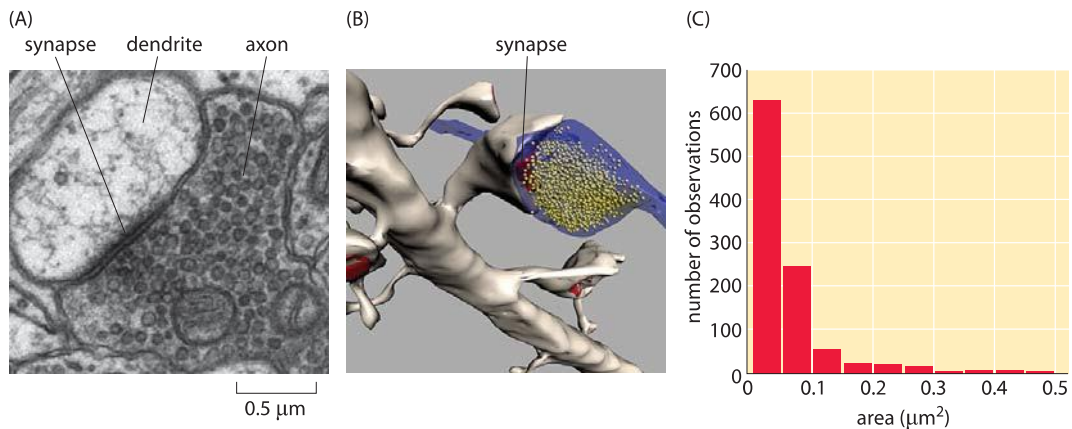 (A)
synapse dendrite axon
0.5 μm
(B)
synapse
(C)
number of observations
700
600
500
400
300
200
100
0
0 0.1 0.2 0.3 0.4 0.5
area (μm²)